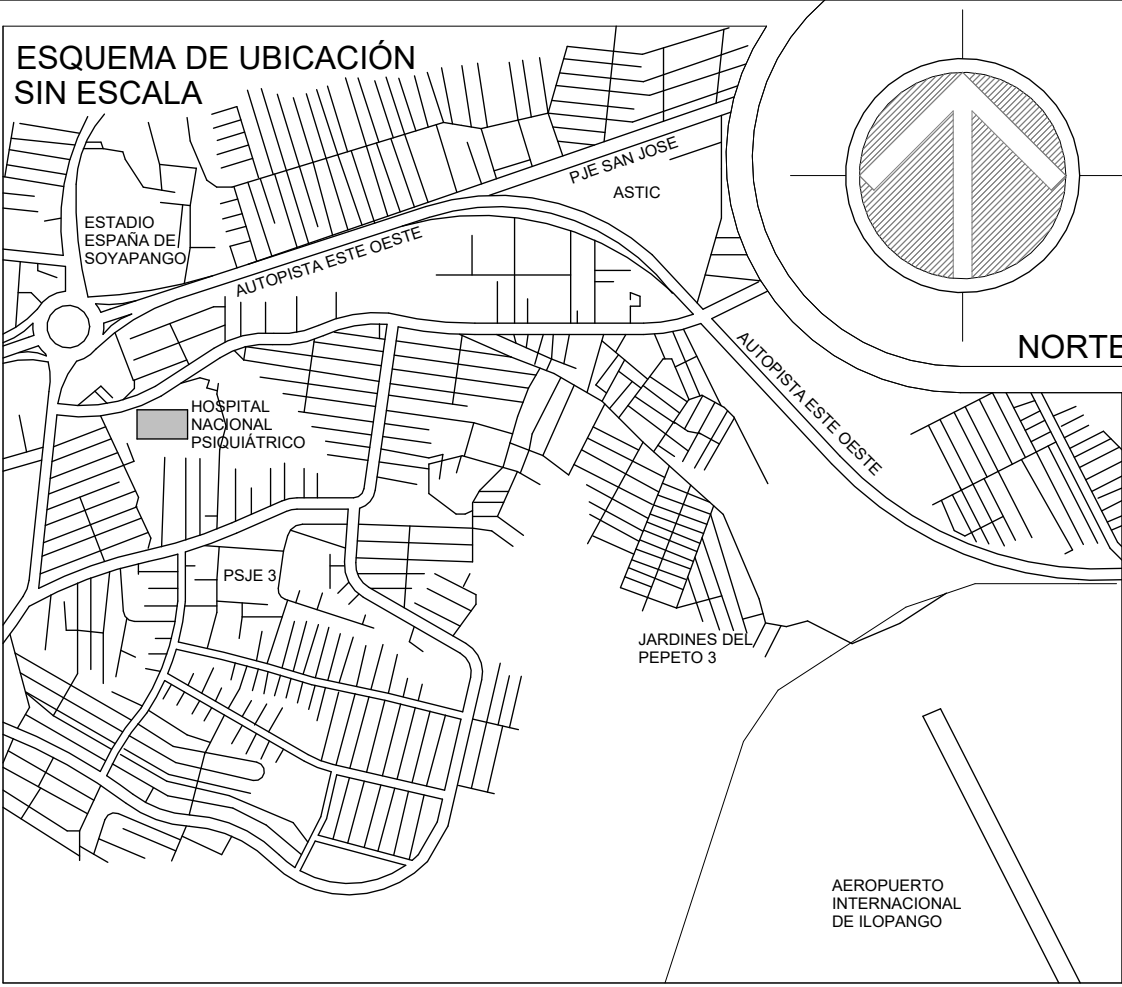 ESQUEMA DE UBICACIÓN
SIN ESCALA
PJE SAN JOSE
ASTIC
ESTADIO
ESPAÑA DE
SOYAPANGO
AUTOPISTA ESTE OESTE
NORTE
AUTOPISTA ESTE OESTE
HOSPITAL
NACIONAL
PSIQUIÁTRICO
PSJE 3
JARDINES DEL
PEPETO 3
AEROPUERTO
INTERNACIONAL
DE ILOPANGO